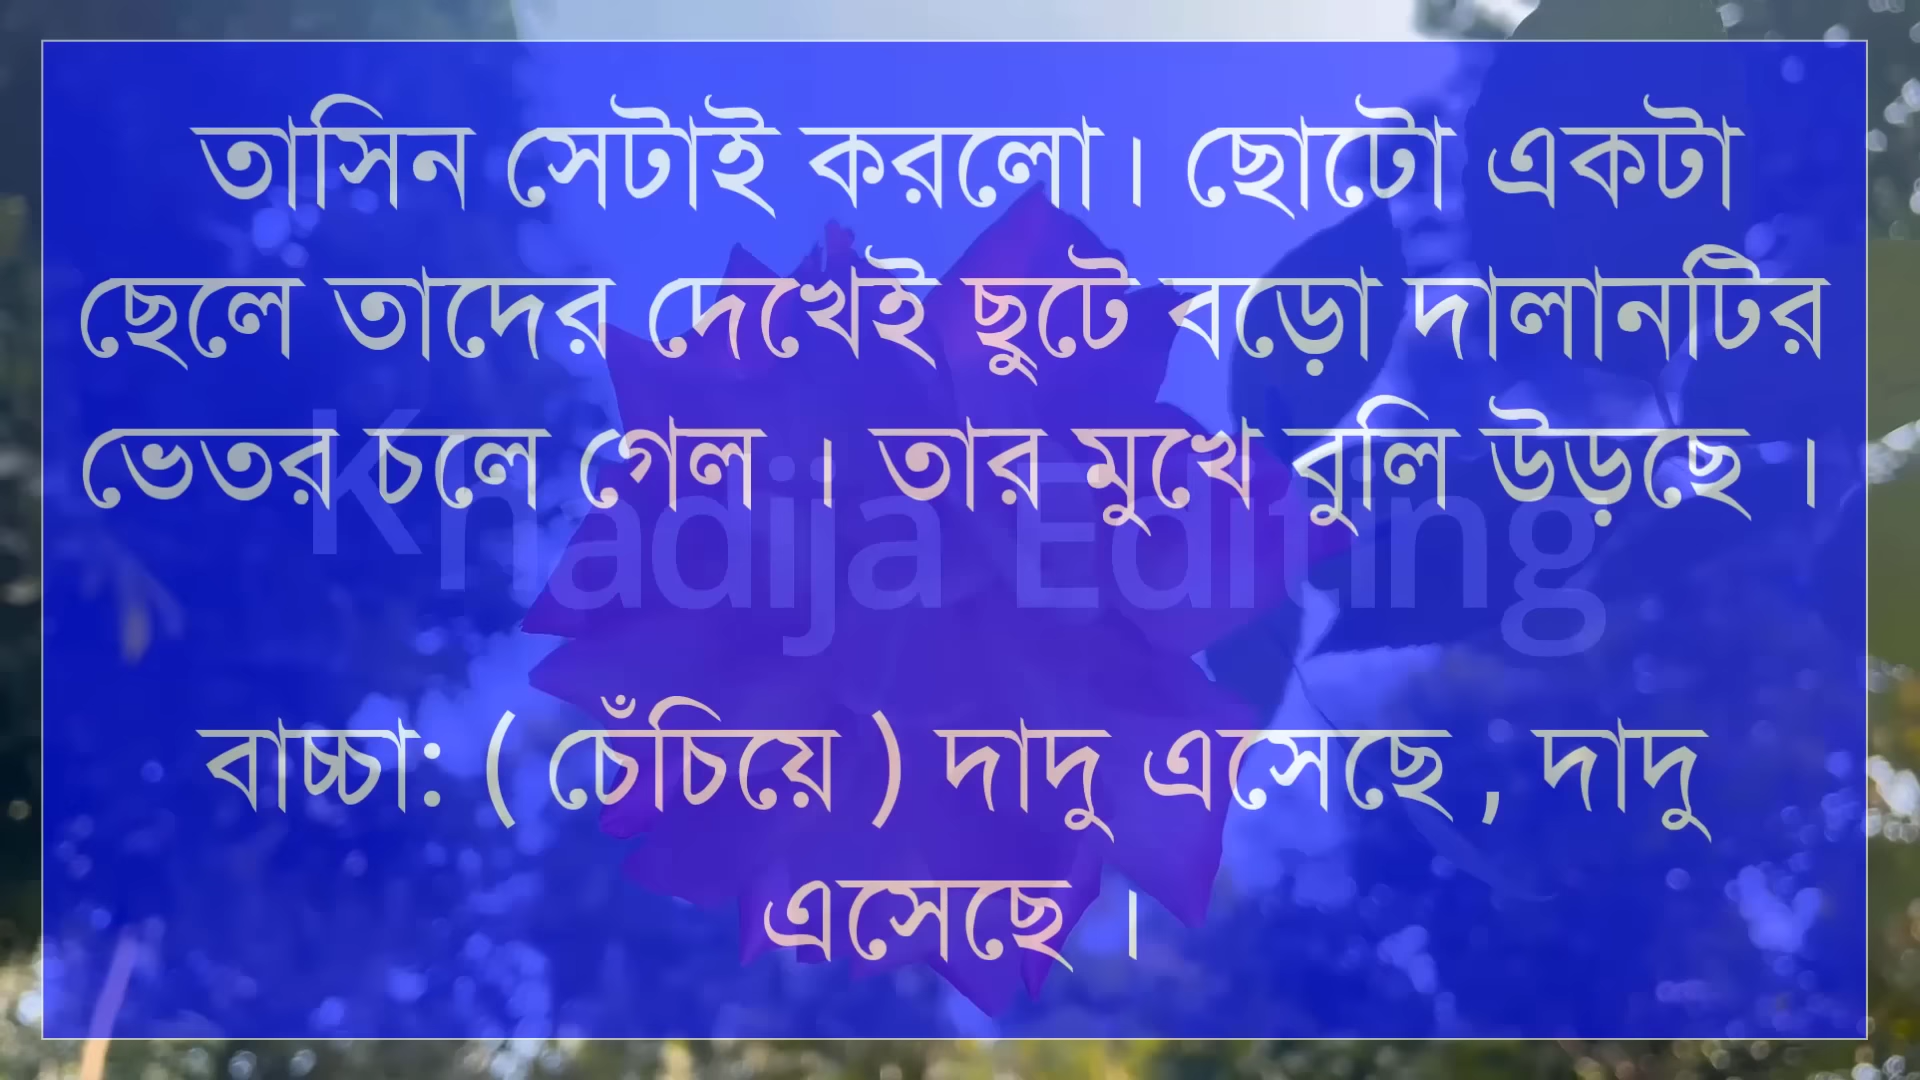 তাসিন সেটাই করলো। ছোটো একটা
ছেলে তাদের দেখেই ছুটে বড়ো দালানটির
ভেতর চলে গেল । তার মুখে বুলি উড়ছে ।
Khadija Editing
বাচ্চা: ( চেঁচিয়ে ) দাদু এসেছে , দাদু
এসেছে ।